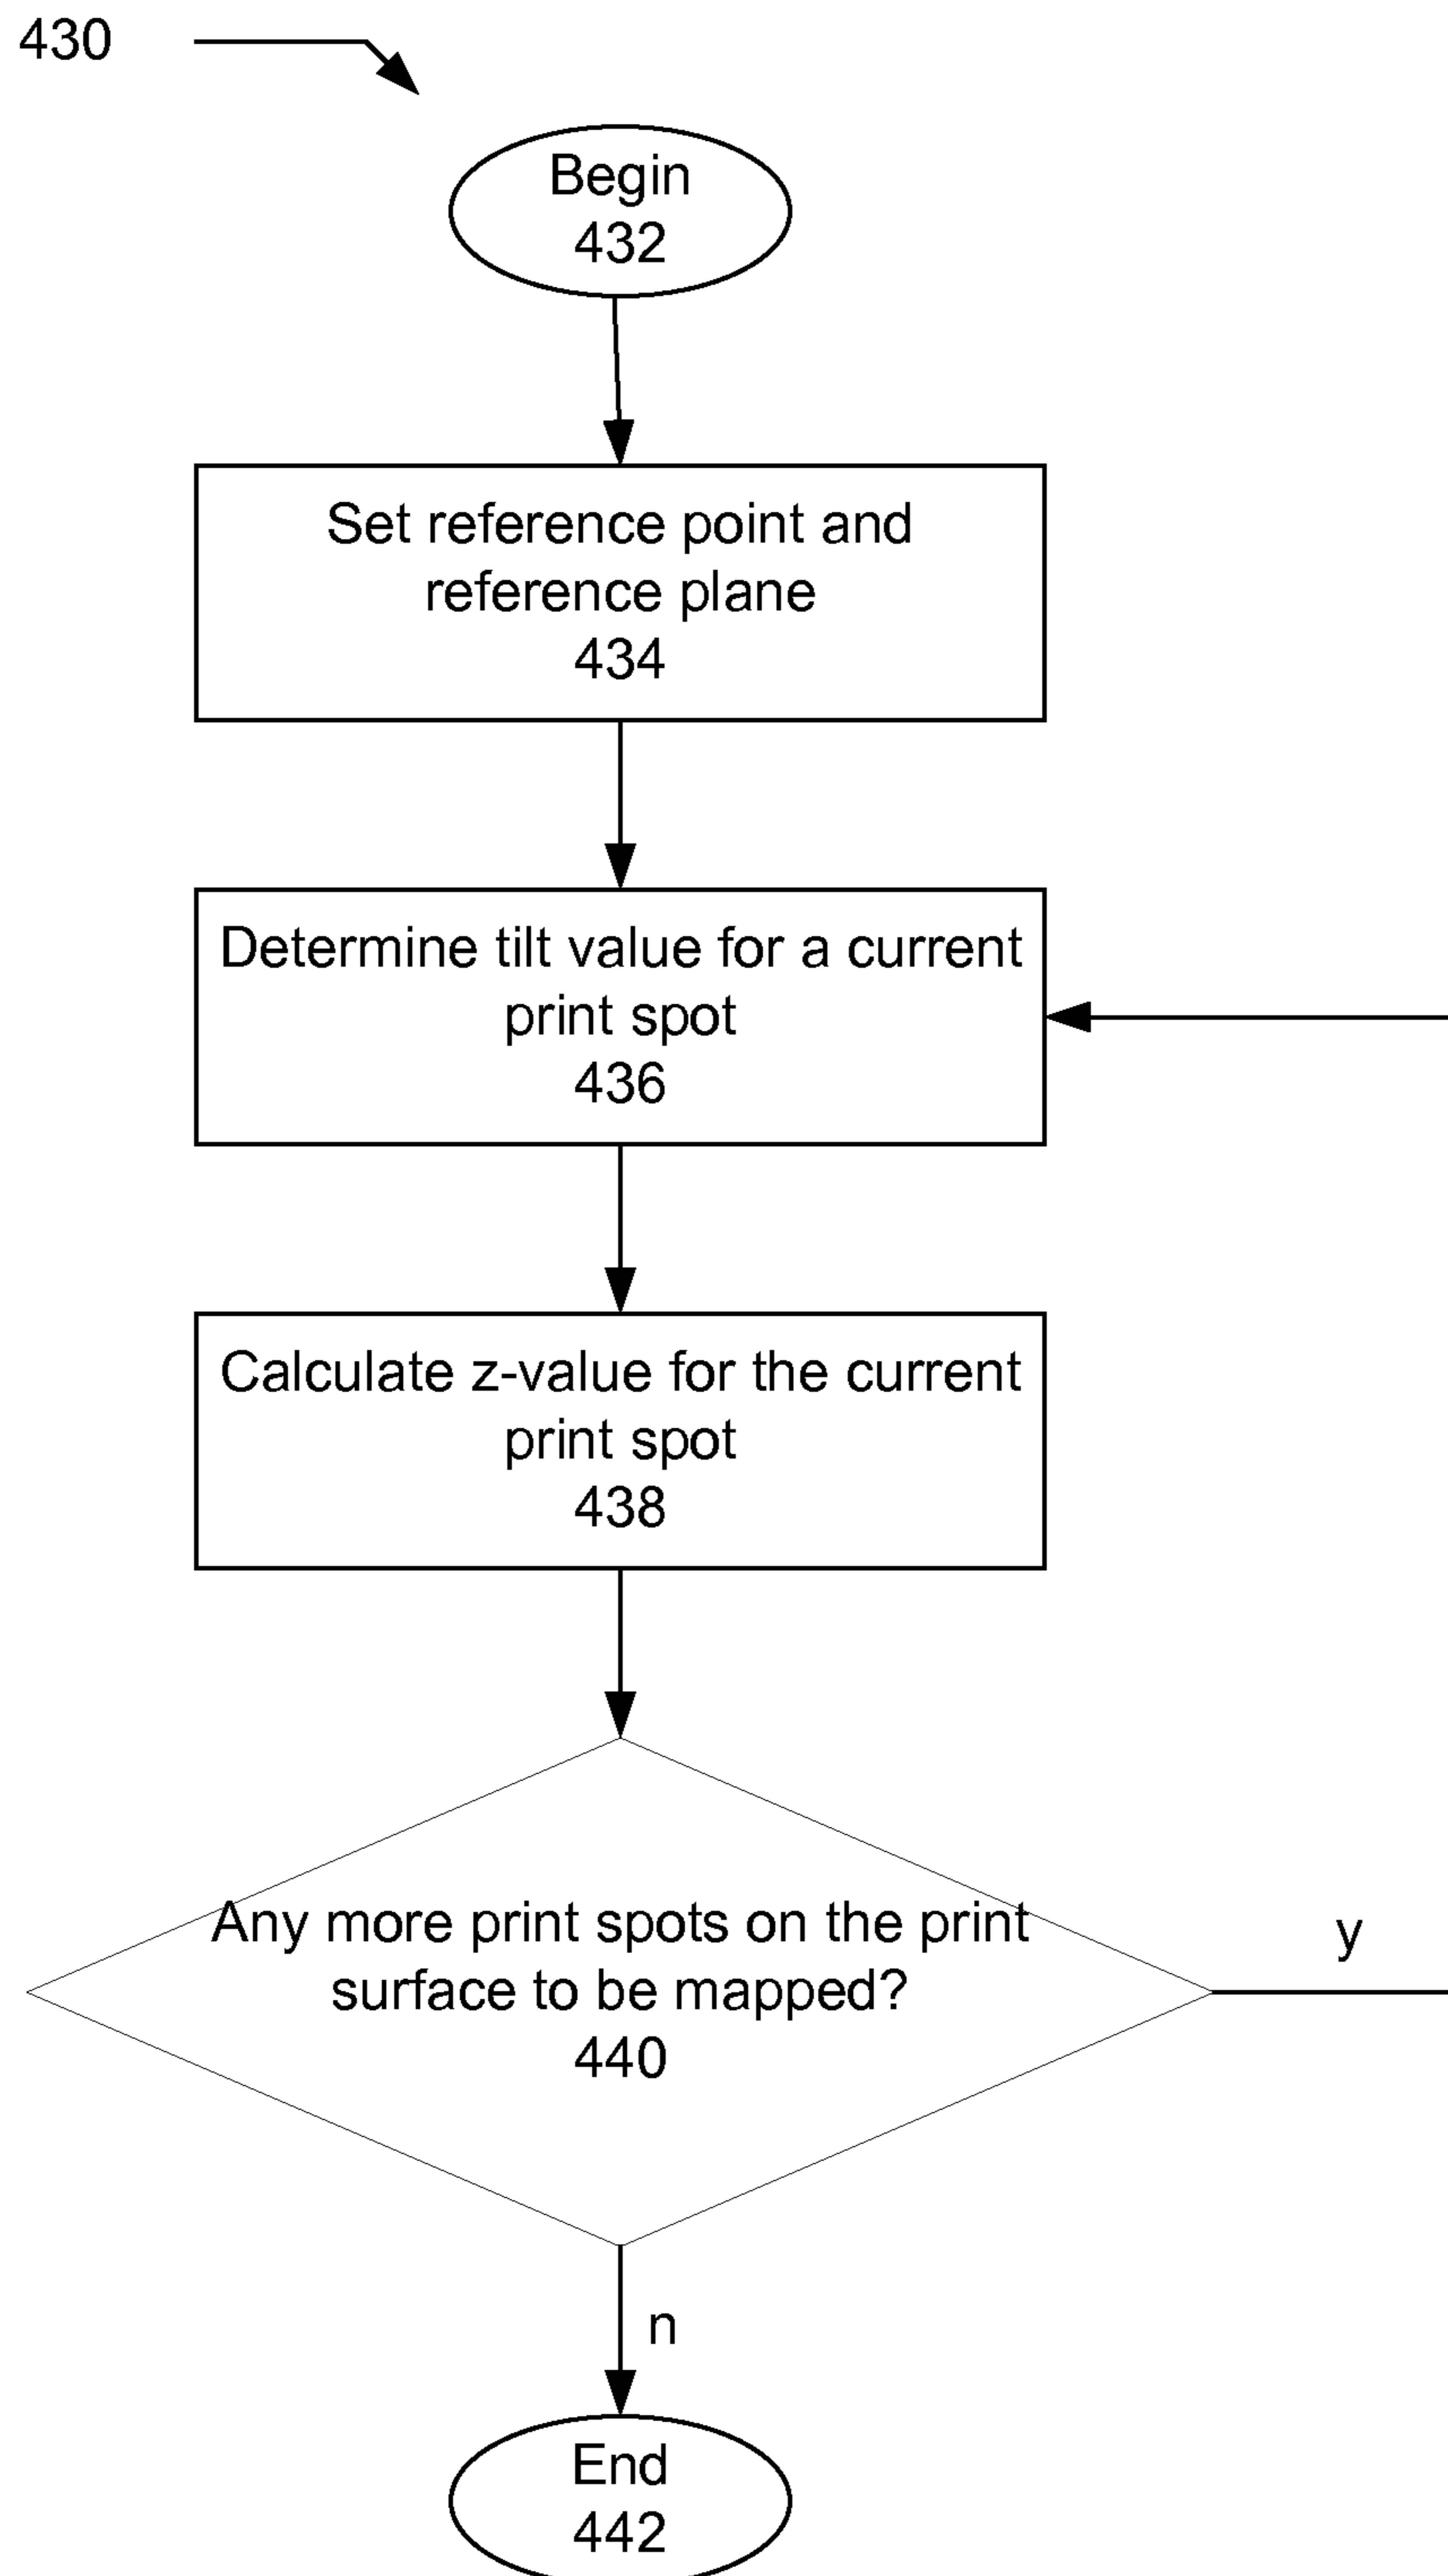 430
Begin
432
Set reference point and
reference plane
434
Determine tilt value for a current
print spot
436
Calculate z-value for the current
print spot
438
Any more print spots on the print
surface to be mapped?
440
y
n
End
442